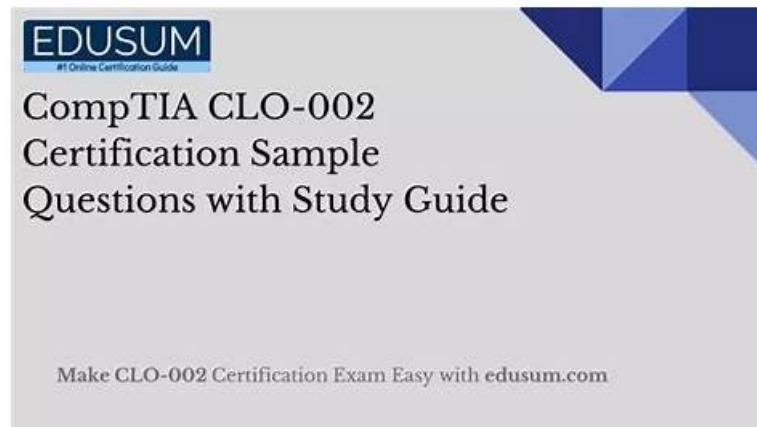 EDUSUM
#1 Online Certification Guide
CompTIA CLO-002
Certification Sample
Questions with Study Guide
Make CLO-002 Certification Exam Easy with edusum.com